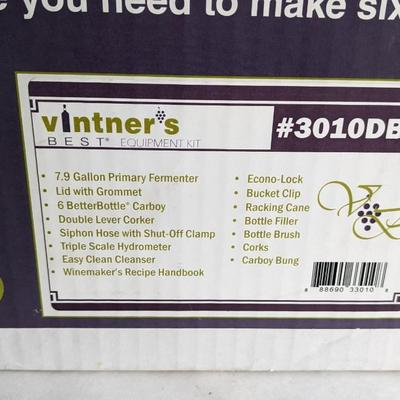 you need to make six
vintner's
BEST® EQUIPMENT KIT
#3010DB
• 7.9 Gallon Primary Fermenter
• Lid with Grommet
• 6 BetterBottle® Carboy
• Double Lever Corker
• Siphon Hose with Shut-Off Clamp
• Triple Scale Hydrometer
• Easy Clean Cleanser
• Winemaker's Recipe Handbook
• Econo-Lock
• Bucket Clip
• Racking Cane
• Bottle Filler
• Bottle Brush
• Corks
• Carboy Bung
V
8 88690 33010 8